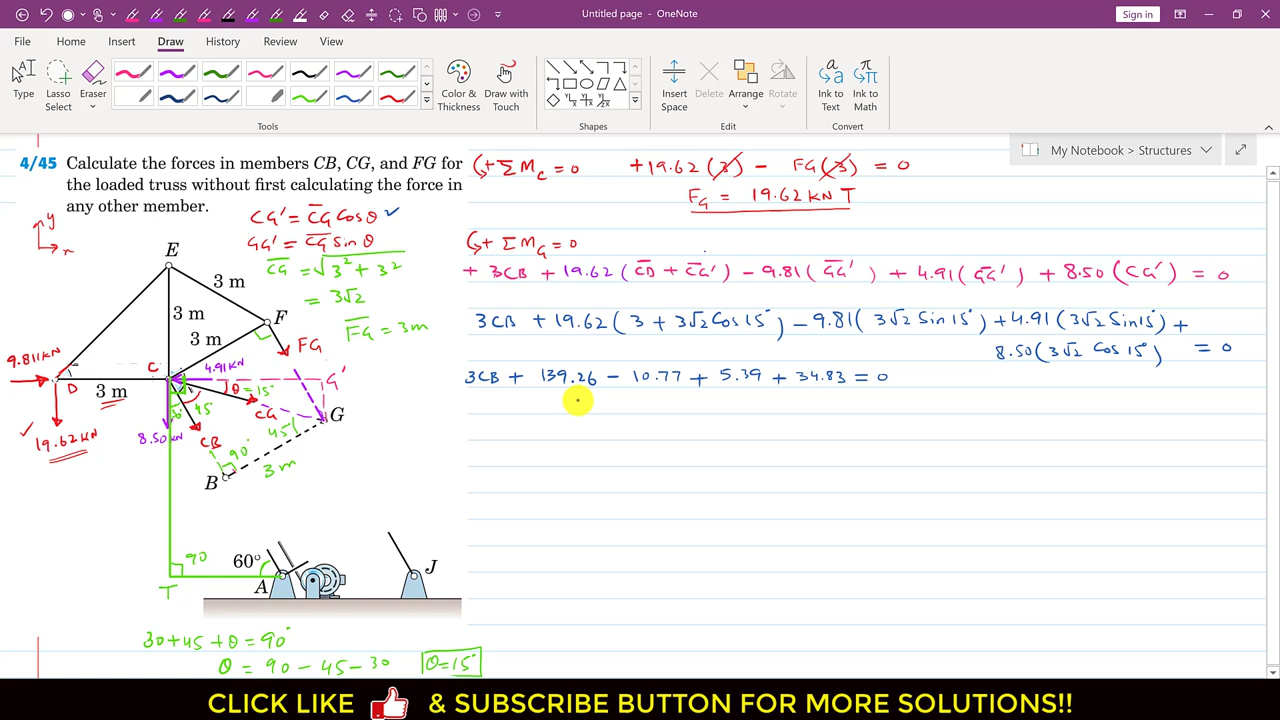 Untitled page - OneNote
Sign in
File Home Insert Draw History Review View
Type
Lasso Select
Eraser
Color & Thickness
Draw with Touch
Insert Space
Delete
Arrange
Rotate
Ink to Text
Ink to Math
Tools
Shapes
Edit
Convert
My Notebook > Structures
4/45 Calculate the forces in members CB, CG, and FG for
the loaded truss without first calculating the force in
any other member.
y
x
CG' = CG Cosθ ✓
GG' = CG Sin θ
CG = √3² + 3²
= 3√2
FG = 3m
E
3 m
3 m
3 m
F
FG
9.811KN
D
C
4.91KN
G'
3 m
θ = 15°
45°
CG
G
19.62KN
8.50KN
CB
45°
90°
B
3 m
90
60°
A
J
T
30+45+θ = 90°
θ = 90 - 45 - 30
θ = 15°
+ ΣM_C = 0 +19.62(3) - FG(3) = 0
FG = 19.62 KN T
+ ΣM_G = 0
+ 3CB + 19.62(CD + CG') - 9.81(GG') + 4.91(GG') + 8.50(CG') = 0
3CB + 19.62(3 + 3√2 Cos 15°) - 9.81(3√2 Sin 15°) + 4.91(3√2 Sin 15°) +
8.50(3√2 Cos 15°) = 0
3CB + 139.26 - 10.77 + 5.39 + 34.83 = 0
CLICK LIKE & SUBSCRIBE BUTTON FOR MORE SOLUTIONS!!